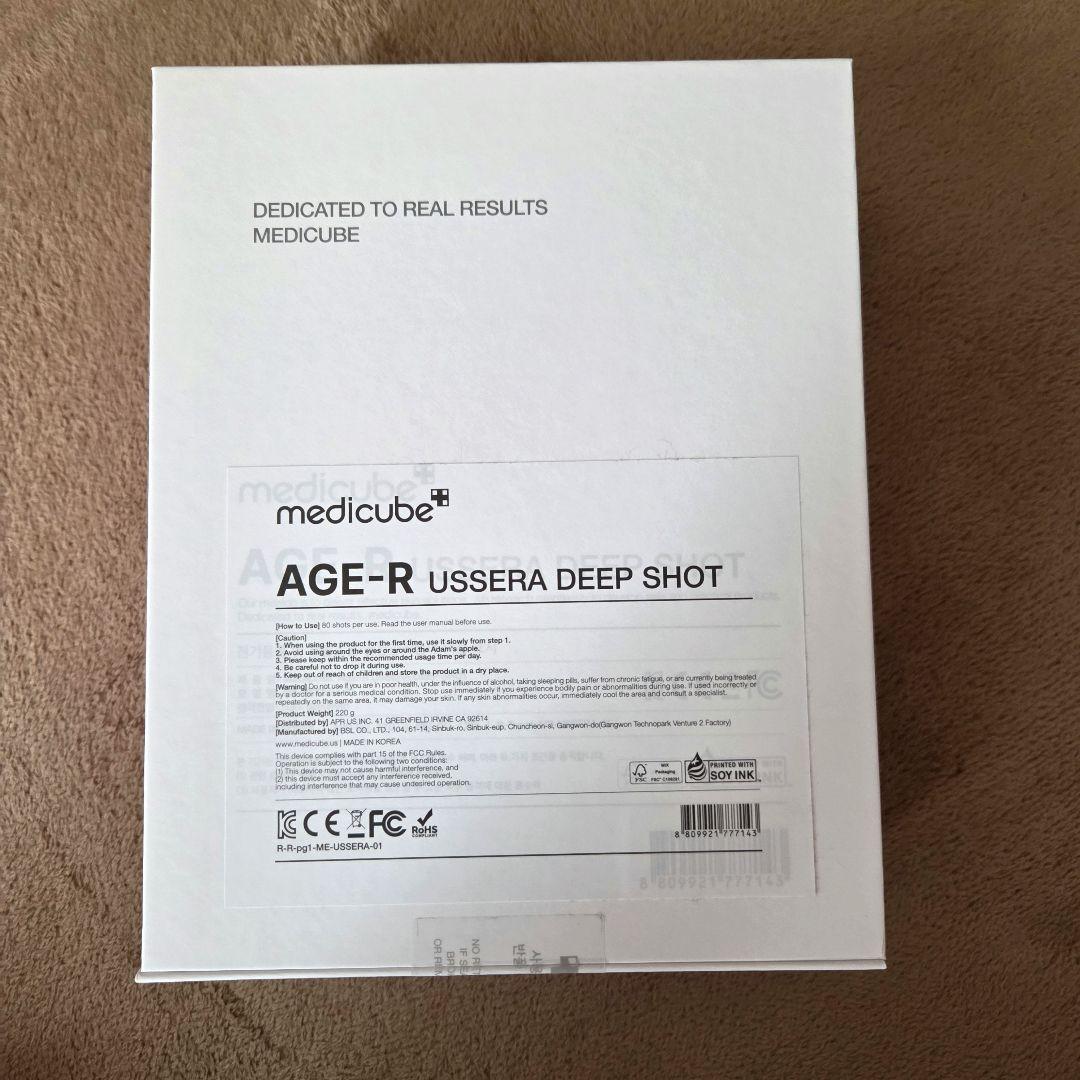 DEDICATED TO REAL RESULTS
MEDICUBE
medicube
AGE-R USSERA DEEP SHOT
[How to Use] 80 shots per use. Read the user manual before use.
[Caution]
1. When using the product for the first time, use it slowly from step 1.
2. Avoid using around the eyes or around the Adam's apple.
3. Please keep within the recommended usage time per day.
4. Be careful not to drop it during use.
5. Keep out of reach of children and store the product in a dry place.
[Warning] Do not use if you are in poor health, under the influence of alcohol, taking sleeping pills, suffer from chronic fatigue, or are currently being treated
by a doctor for a serious medical condition. Stop use immediately if you experience bodily pain or abnormalities during use. If used incorrectly or
repeatedly on the same area, it may damage your skin. If any skin abnormalities occur, immediately cool the area and consult a specialist.
[Product Weight] 220 g
[Distributed by] APR US INC. 41 GREENFIELD IRVINE CA 92614
[Manufactured by] BSL CO., LTD., 104, 61-14, Sinbuk-ro, Sinbuk-eup, Chuncheon-si, Gangwon-do(Gangwon Technopark Venture 2 Factory)
www.medicube.us | MADE IN KOREA
This device complies with part 15 of the FCC Rules.
Operation is subject to the following two conditions:
(1) This device may not cause harmful interference, and
(2) this device must accept any interference received,
including interference that may cause undesired operation.
FSC
MIX
Packaging
PRINTED WITH
SOY INK
CE FC RoHS
COMPLIANT
R-R-pg1-ME-USSERA-01
8 809921 777143
medicube
AGE-R USSERA DEEP SHOT
8 809921 777143